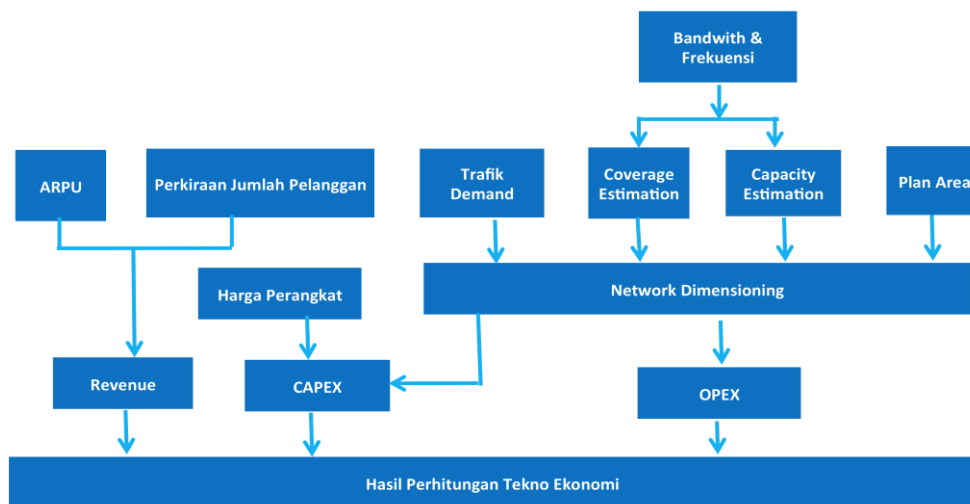 Bandwith &
Frekuensi
ARPU
Perkiraan Jumlah Pelanggan
Trafik
Demand
Coverage
Estimation
Capacity
Estimation
Plan Area
Harga Perangkat
Network Dimensioning
Revenue
CAPEX
OPEX
Hasil Perhitungan Tekno Ekonomi